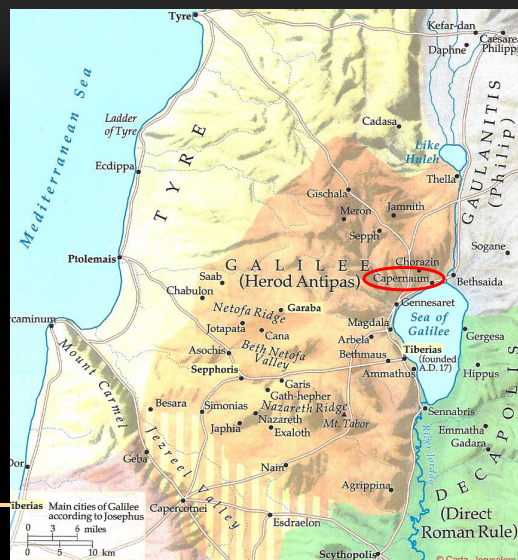 Tyre
Kefar-dan
Caesare
Philipp
Daphne
Mediterranean Sea
Ladder
of Tyre
TYRE
Cadasa
Like
Huleh
GAULANITIS
(Philip)
Ecdippa
Thella
Gischala
Meron
Jamnith
Sepph
Sogane
Ptolemais
GALILEE
(Herod Antipas)
Chorazin
Capernaum
Bethsaida
Saab
Chabulon
Gennesaret
Netofa Ridge
Garaba
Sea of
Galilee
rcaminum
Jotapata
Cana
Magdala
Arbela
Gergesa
Asochis
Beth Netofa
Valley
Bethmaus
Tiberias
(founded
A.D. 17)
Mount Carmel
Sepphoris
Ammathus
Hippus
Garis
Gath-hepher
Besara
Simonias
Nazareth Ridge
Nazareth
Mt. Tabor
Sennabris
Japhia
Exaloth
Emmatha
Gadara
River Jordan
Jezreel Valley
Geba
Dor
Nain
DECAPOLIS
Agrippina
(Direct
Roman Rule)
iberias
Main cities of Galilee
according to Josephus
Capercotnei
0 3 6 miles
0 5 10 km
Esdraelon
Scythopolis
© Carta, Jerusalem